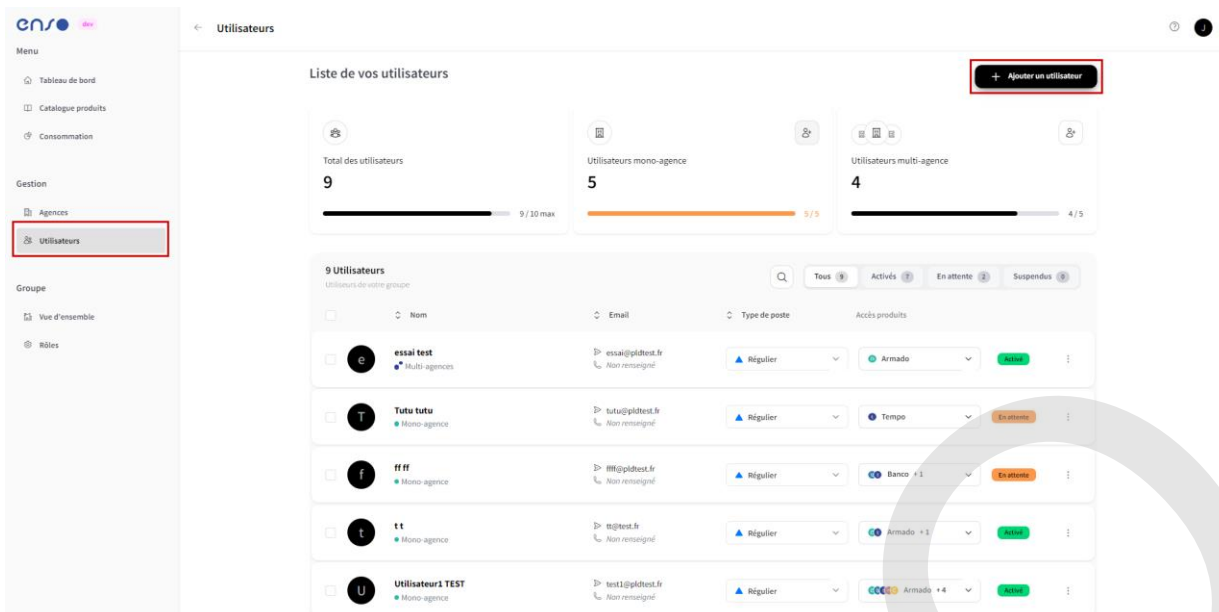 enso dev
← Utilisateurs
J
Menu
Tableau de bord
Catalogue produits
Consommation
Gestion
Agences
Utilisateurs
Groupe
Vue d'ensemble
Rôles
Liste de vos utilisateurs
+ Ajouter un utilisateur
Total des utilisateurs
9
9 / 10 max
Utilisateurs mono-agence
5
5 / 5
Utilisateurs multi-agence
4
4 / 5
9 Utilisateurs
Utiliseurs de votre groupe
Tous 9 Activés 7 En attente 2 Suspendus 0
Nom Email Type de poste Accès produits
e essai test essai@pldtest.fr Régulier Armado Activé
Multi-agences Non renseigné
T Tutu tutu tutu@pldtest.fr Régulier Tempo En attente
Mono-agence Non renseigné
f ff ff ffff@pldtest.fr Régulier Banco +1 En attente
Mono-agence Non renseigné
t t t tt@test.fr Régulier Armado +1 Activé
Mono-agence Non renseigné
U Utilisateur1 TEST test1@pldtest.fr Régulier Armado +4 Activé
Mono-agence Non renseigné